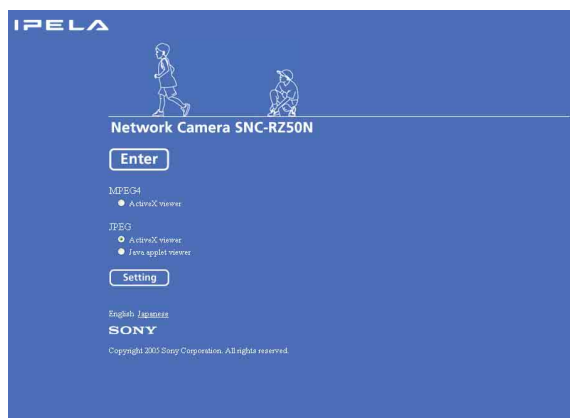 IPELA
Network Camera SNC-RZ50N
Enter
MPEG4
ActiveX viewer
JPEG
ActiveX viewer
Java applet viewer
Setting
English Japanese
SONY
Copyright 2005 Sony Corporation. All rights reserved.